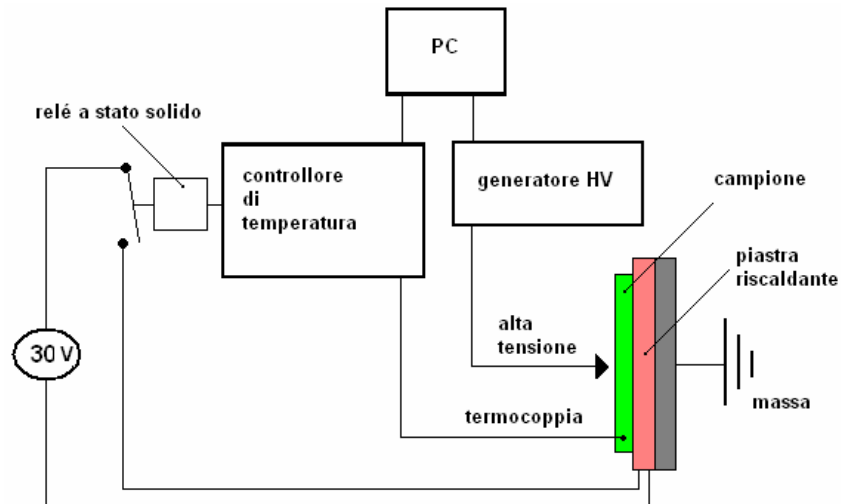 PC
relé a stato solido
controllore
di
temperatura
generatore HV
campione
piastra
riscaldante
alta
tensione
30 V
massa
termocoppia